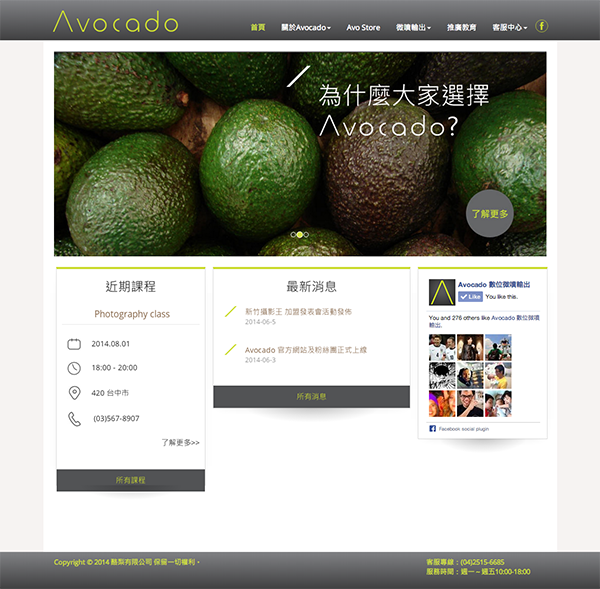 Avocado
首頁 關於Avocado Avo Store 微噴輸出 推廣教育 客服中心 f
為什麼大家選擇
Avocado?
了解更多
近期課程
Photography class
2014.08.01
18:00 - 20:00
420 台中市
(03)567-8907
了解更多>>
所有課程
最新消息
新竹攝影王 加盟發表會活動發佈
2014-06-5
Avocado 官方網站及粉絲團正式上線
2014-06-3
所有消息
Avocado 數位微噴輸出
Like You like this.
You and 276 others like Avocado 數位微噴
輸出.
Facebook social plugin
Copyright © 2014 酪梨有限公司 保留一切權利。
客服專線：(04)2515-6685
服務時間：週一 – 週五10:00-18:00